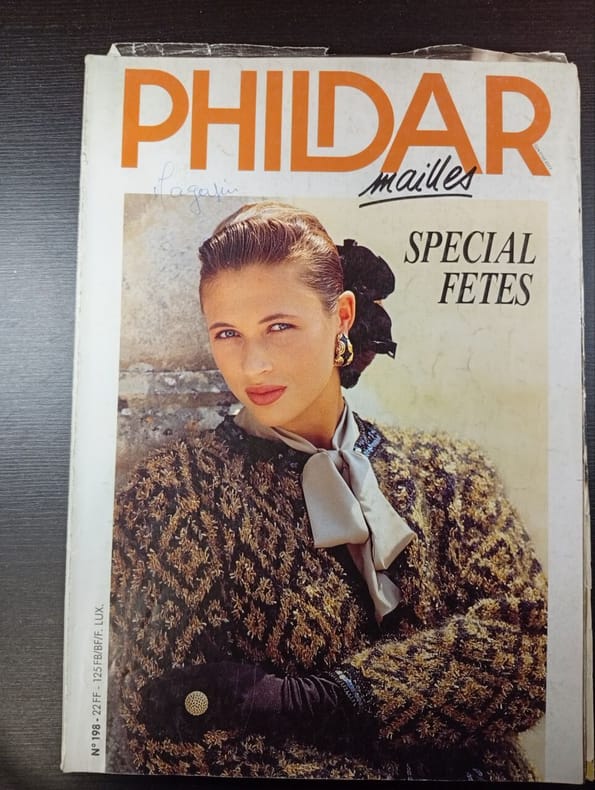 PHILDAR
mailles
Magasin
SPECIAL
FETES
N° 198 - 22 FF - 125 FB/BF/F. LUX.